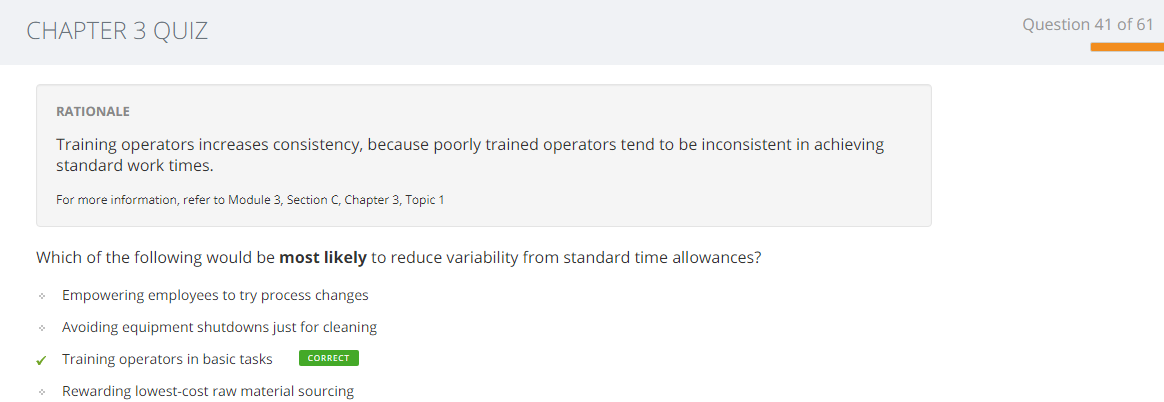 CHAPTER 3 QUIZ
Question 41 of 61
RATIONALE
Training operators increases consistency, because poorly trained operators tend to be inconsistent in achieving
standard work times.
For more information, refer to Module 3, Section C, Chapter 3, Topic 1
Which of the following would be most likely to reduce variability from standard time allowances?
Empowering employees to try process changes
Avoiding equipment shutdowns just for cleaning
Training operators in basic tasks CORRECT
Rewarding lowest-cost raw material sourcing